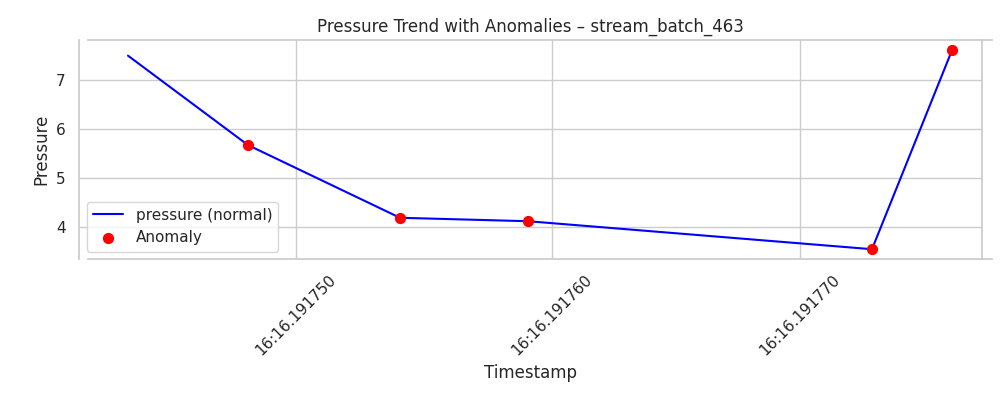 Pressure Trend with Anomalies – stream_batch_463
Pressure
7
6
5
4
pressure (normal)
Anomaly
16:16.191750
16:16.191760
16:16.191770
Timestamp